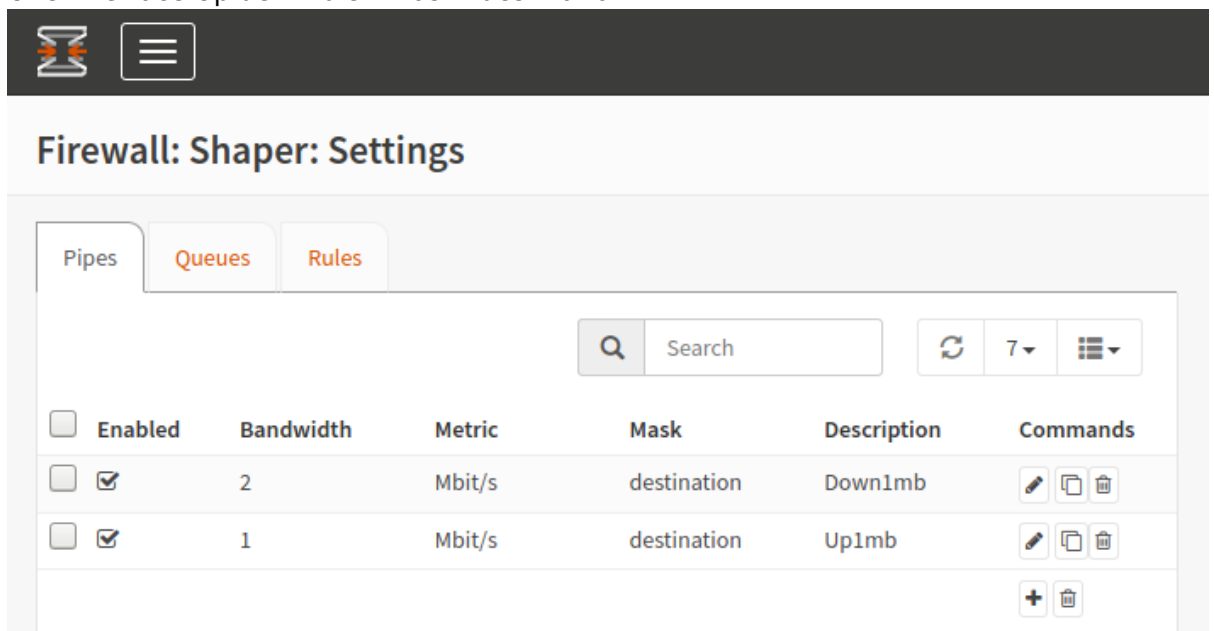 Firewall: Shaper: Settings
Pipes Queues Rules
Search 7
Enabled Bandwidth Metric Mask Description Commands
2 Mbit/s destination Down1mb
1 Mbit/s destination Up1mb